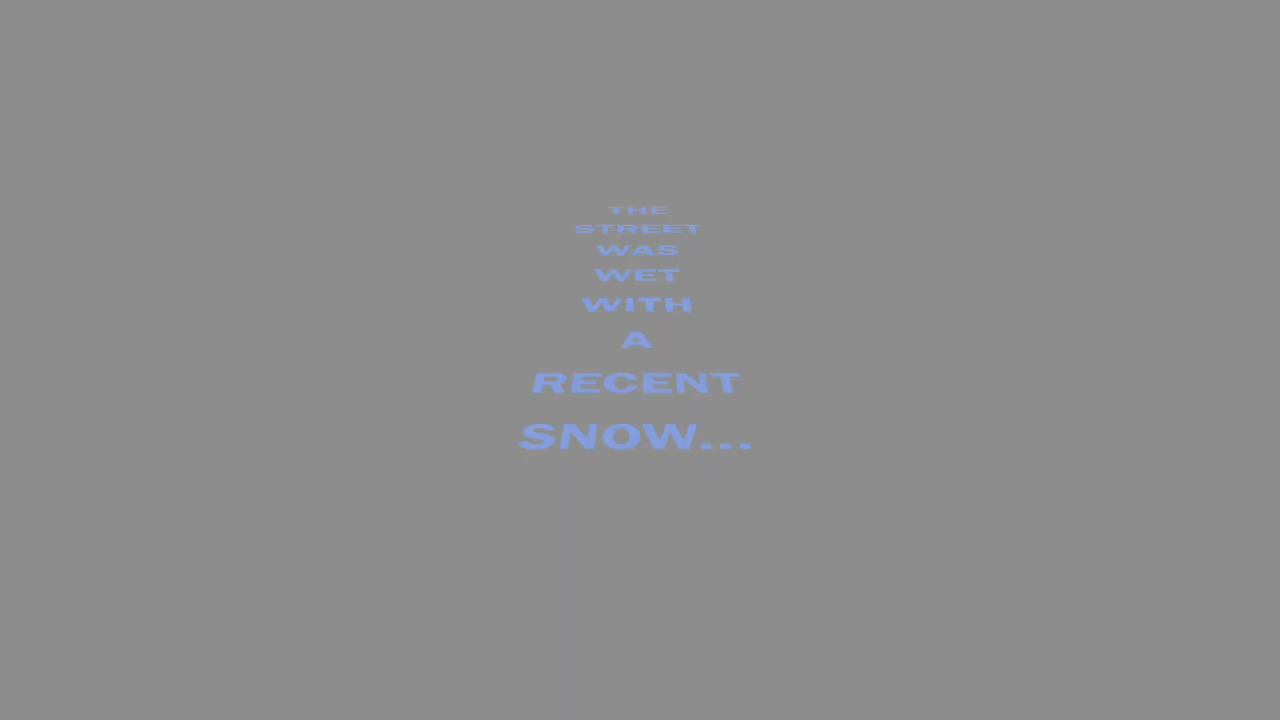 THE
STREET
WAS
WET
WITH
A
RECENT
SNOW...